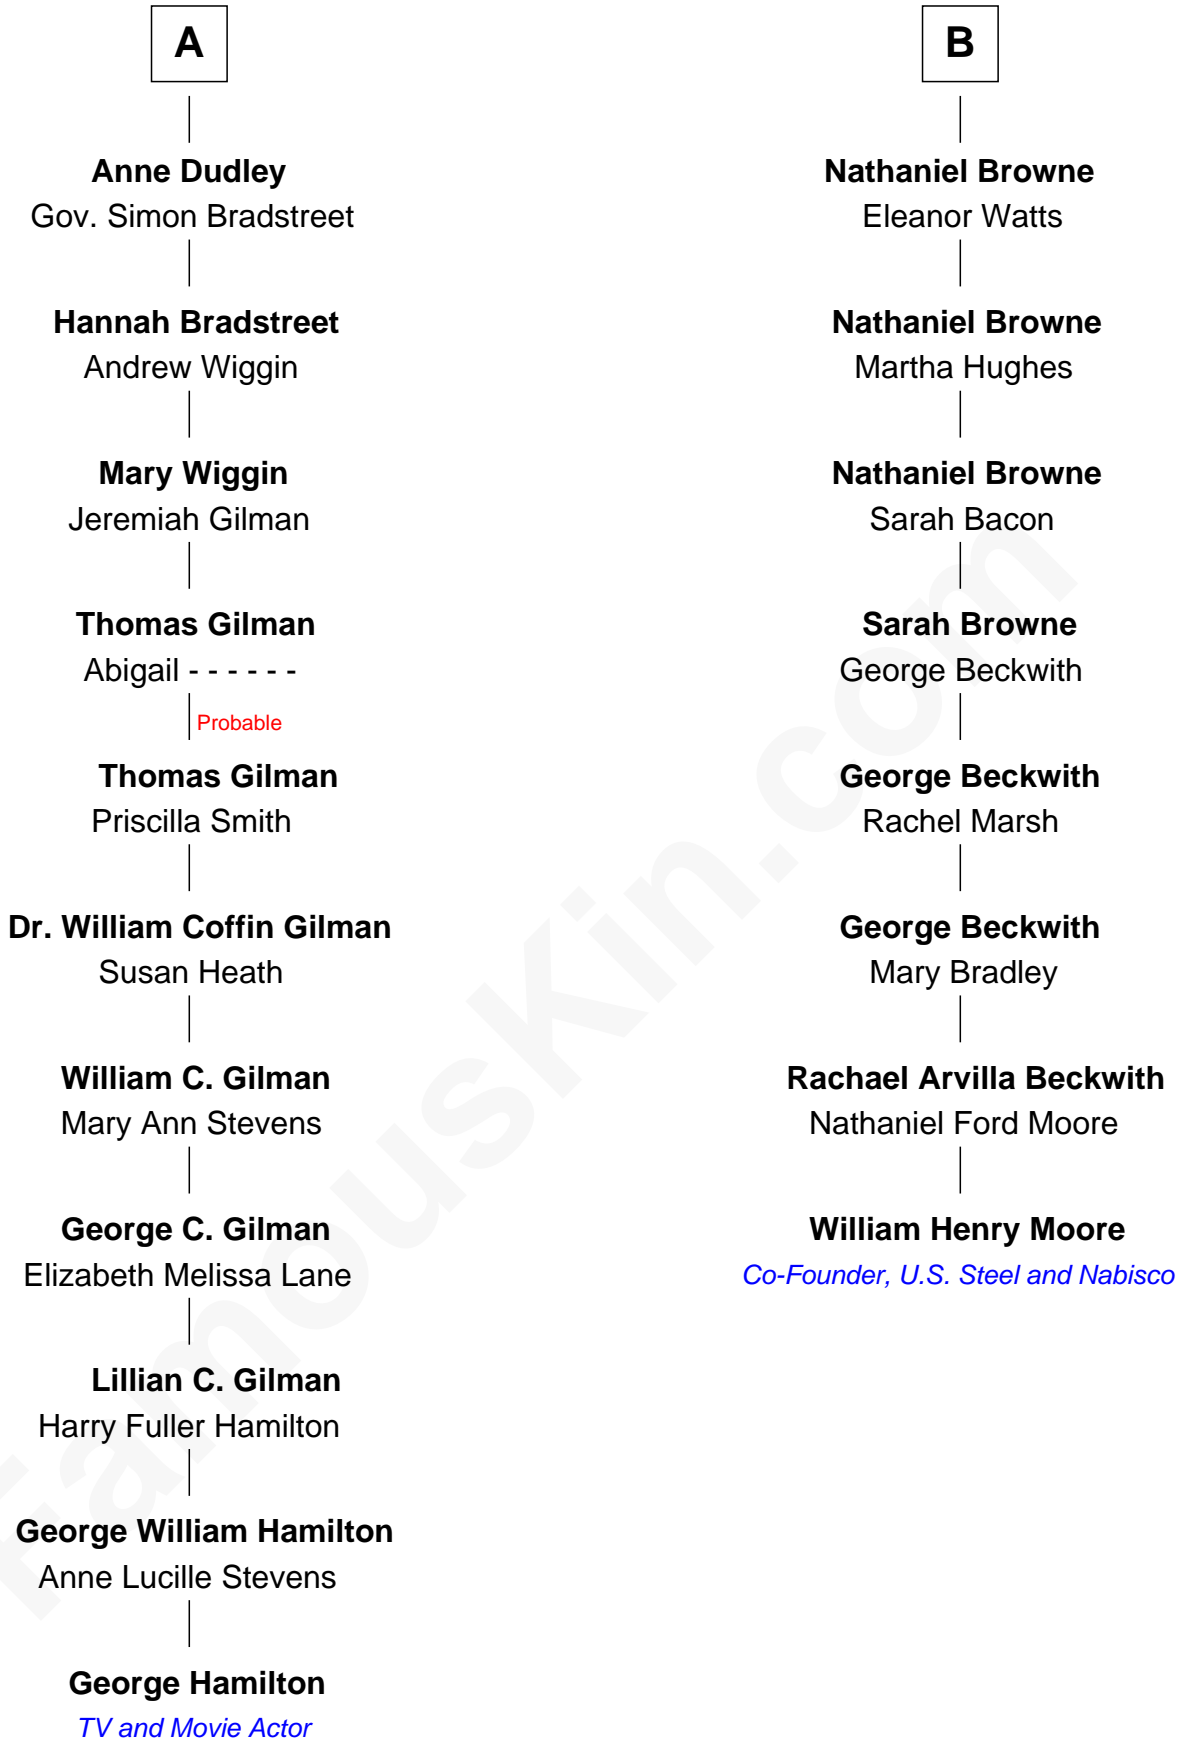 A
Anne Dudley
Gov. Simon Bradstreet
Hannah Bradstreet
Andrew Wiggin
Mary Wiggin
Jeremiah Gilman
Thomas Gilman
Abigail - - - - - -
Probable
Thomas Gilman
Priscilla Smith
Dr. William Coffin Gilman
Susan Heath
William C. Gilman
Mary Ann Stevens
George C. Gilman
Elizabeth Melissa Lane
Lillian C. Gilman
Harry Fuller Hamilton
George William Hamilton
Anne Lucille Stevens
George Hamilton
TV and Movie Actor
B
Nathaniel Browne
Eleanor Watts
Nathaniel Browne
Martha Hughes
Nathaniel Browne
Sarah Bacon
Sarah Browne
George Beckwith
George Beckwith
Rachel Marsh
George Beckwith
Mary Bradley
Rachael Arvilla Beckwith
Nathaniel Ford Moore
William Henry Moore
Co-Founder, U.S. Steel and Nabisco
FamousKin.com